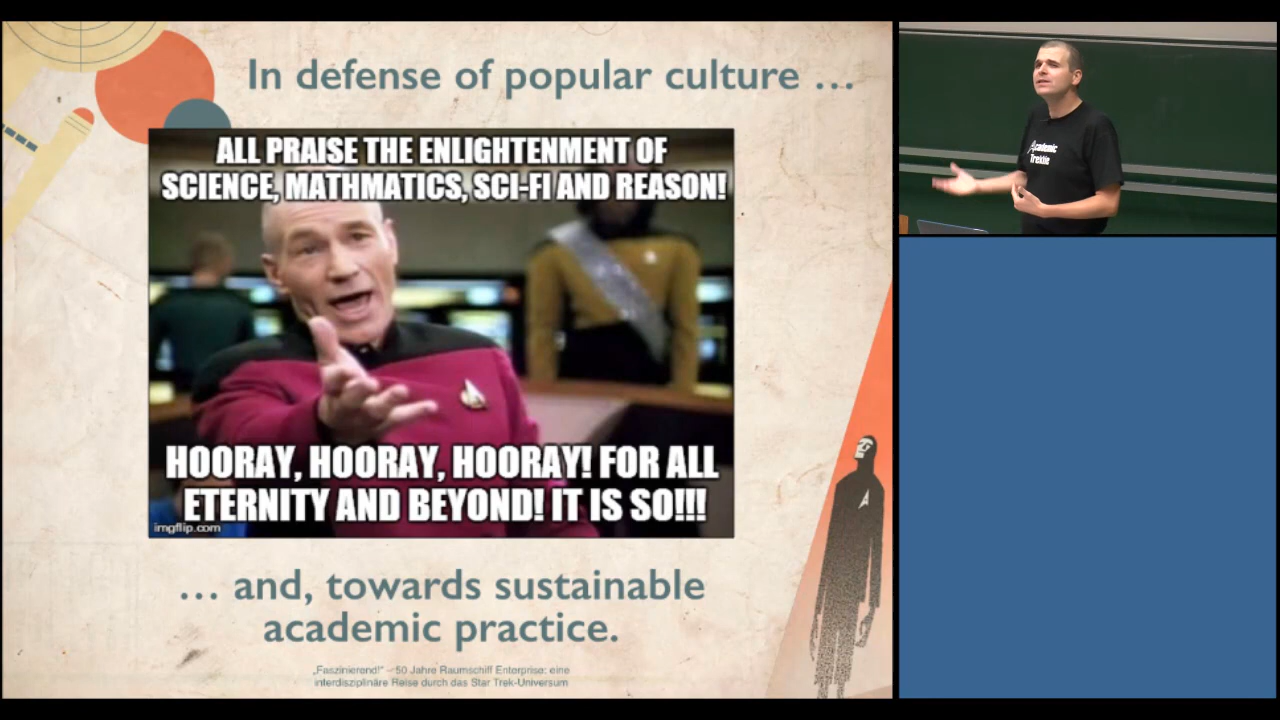 In defense of popular culture …
ALL PRAISE THE ENLIGHTENMENT OF
SCIENCE, MATHMATICS, SCI-FI AND REASON!
HOORAY, HOORAY, HOORAY! FOR ALL
ETERNITY AND BEYOND! IT IS SO!!!
imgflip.com
… and, towards sustainable
academic practice.
„Faszinierend!“ – 50 Jahre Raumschiff Enterprise: eine
interdisziplinäre Reise durch das Star Trek-Universum
Academic
Trekkie